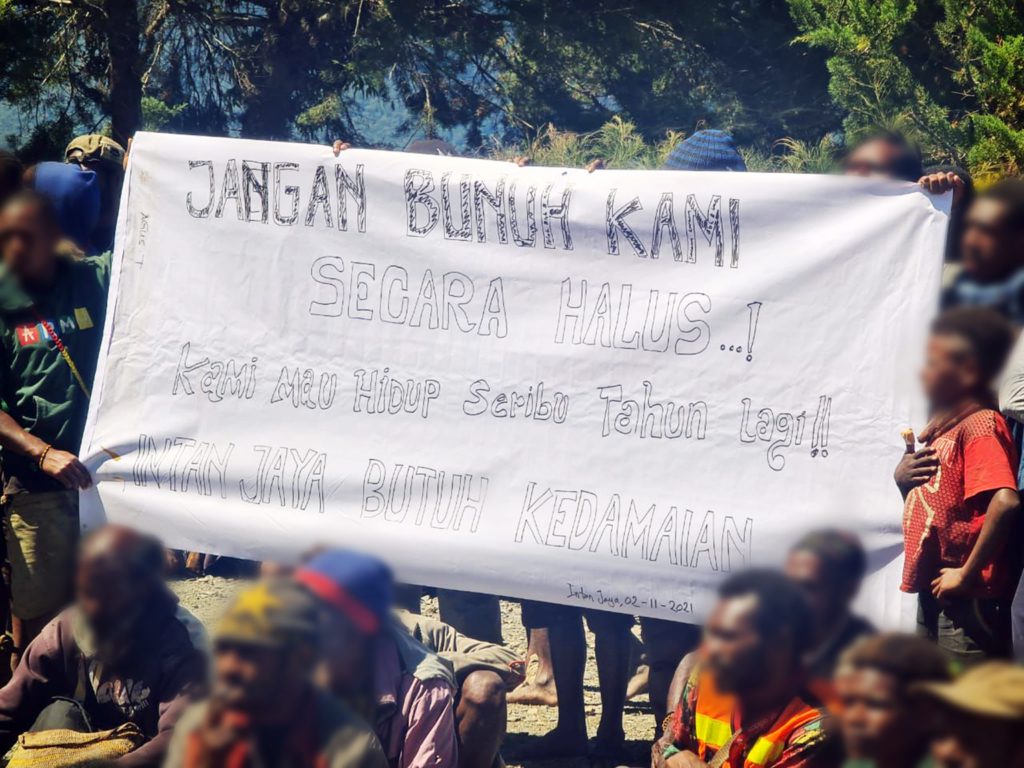 JANGAN BUNUH KAMI
SECARA HALUS...!
Kami Mau Hidup Seribu Tahun Lagi!!
INTAN JAYA BUTUH KEDAMAIAN
Intan Jaya, 02-11-2021